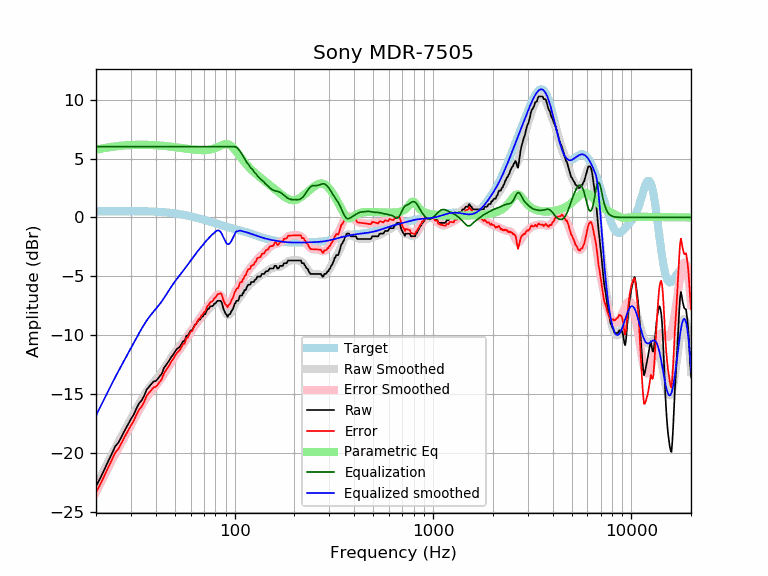 Sony MDR-7505
10
5
0
−5
−10
−15
−20
−25
Amplitude (dBr)
Target
Raw Smoothed
Error Smoothed
Raw
Error
Parametric Eq
Equalization
Equalized smoothed
100 1000 10000
Frequency (Hz)